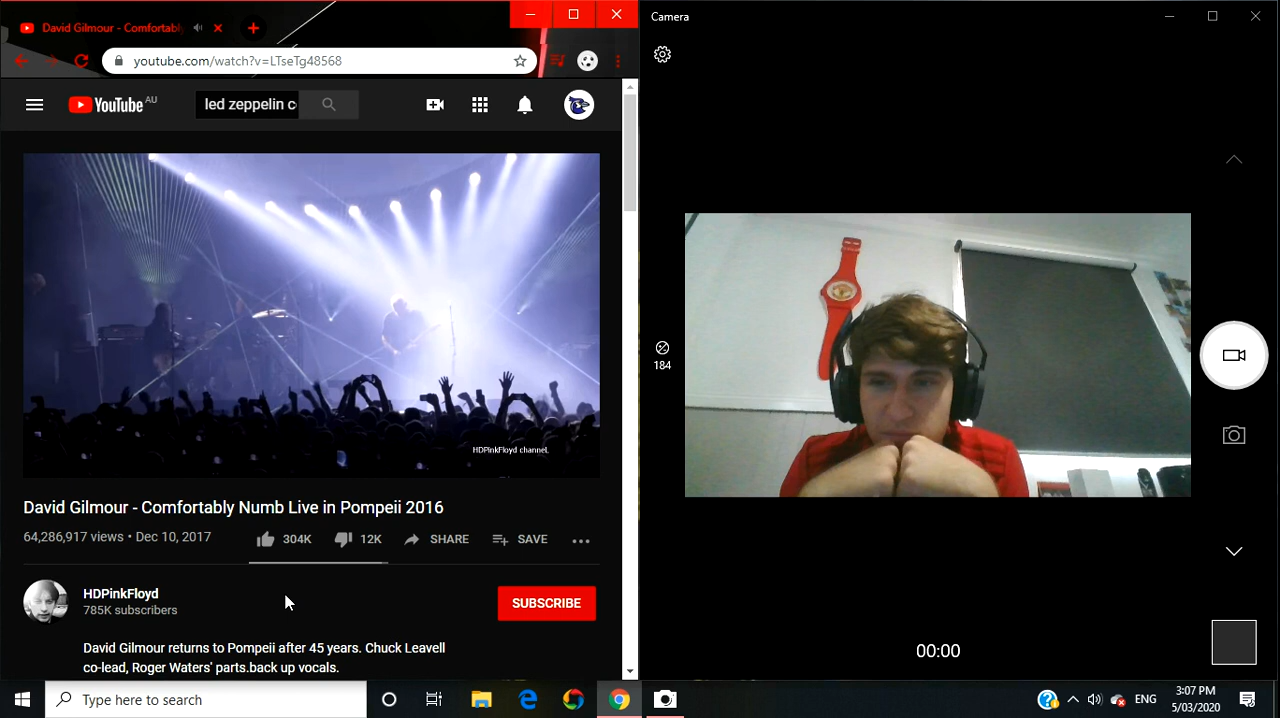 David Gilmour - Comfortabl
youtube.com/watch?v=LTseTg48568
YouTube AU
led zeppelin c
HDPinkFloyd channel.
David Gilmour - Comfortably Numb Live in Pompeii 2016
64,286,917 views • Dec 10, 2017
304K
12K
SHARE
SAVE
HDPinkFloyd
785K subscribers
SUBSCRIBE
David Gilmour returns to Pompeii after 45 years. Chuck Leavell
co-lead, Roger Waters' parts.back up vocals.
Camera
184
00:00
Type here to search
ENG
3:07 PM
5/03/2020